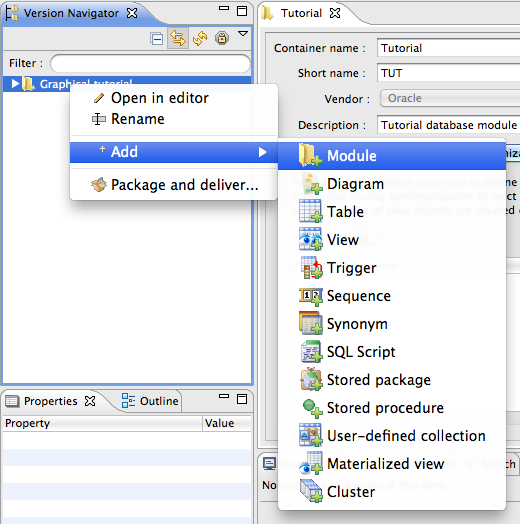 Version Navigator
Tutorial
Filter :
Graphical tutorial
Container name : Tutorial
Short name : TUT
Vendor : Oracle
Description : Tutorial database module
Open in editor
Rename
Add
Package and deliver...
Module
Diagram
Table
View
Trigger
Sequence
Synonym
SQL Script
Stored package
Stored procedure
User-defined collection
Materialized view
Cluster
Properties
Outline
Property Value